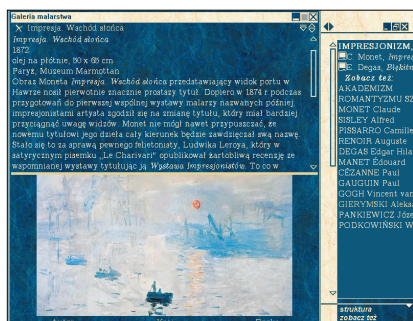 Galeria malarstwa
Impresja. Wschód słońca
Impresja. Wschód słońca
1872
olej na płótnie, 50 x 65 cm
Paryż, Museum Marmottan
Obraz Moneta Impresja. Wschód słońca przedstawiający widok portu w
Hawrze nosił pierwotnie znacznie prostszy tytuł. Dopiero w 1874 r podczas
przygotowań do pierwszej wspólnej wystawy malarzy nazwanych później
impresjonistami artysta zgodził się na zmianę tytułu, który miał bardziej
przyciągnąć uwagę widzów. Monet nie mógł nawet przypuszczać, że
nowemu tytułowi jego dzieła cały kierunek będzie zawdzięczał swą nazwę.
Stało się to za sprawą pewnego felietonisty, Ludwika Leroya, który w
satyrycznym pisemku „Le Charivari" opublikował żartobliwą recenzję ze
wspomnianej wystawy tytułując ją Wystawa Impresjonistów. To co w
IMPRESJONIZM,
C. Monet, Impres
E. Degas, Błękitn
Zobacz też:
AKADEMIZM
ROMANTYZMU SZ
MONET Claude
SISLEY Alfred
PISSARRO Camille
RENOIR Auguste
DEGAS Edgar Hila
MANET Édouard
CÉZANNE Paul
GAUGUIN Paul
GOGH Vincent van
GIERYMSKI Aleksa
PANKIEWICZ Józe
PODKOWIŃSKI W
struktura
zobacz też